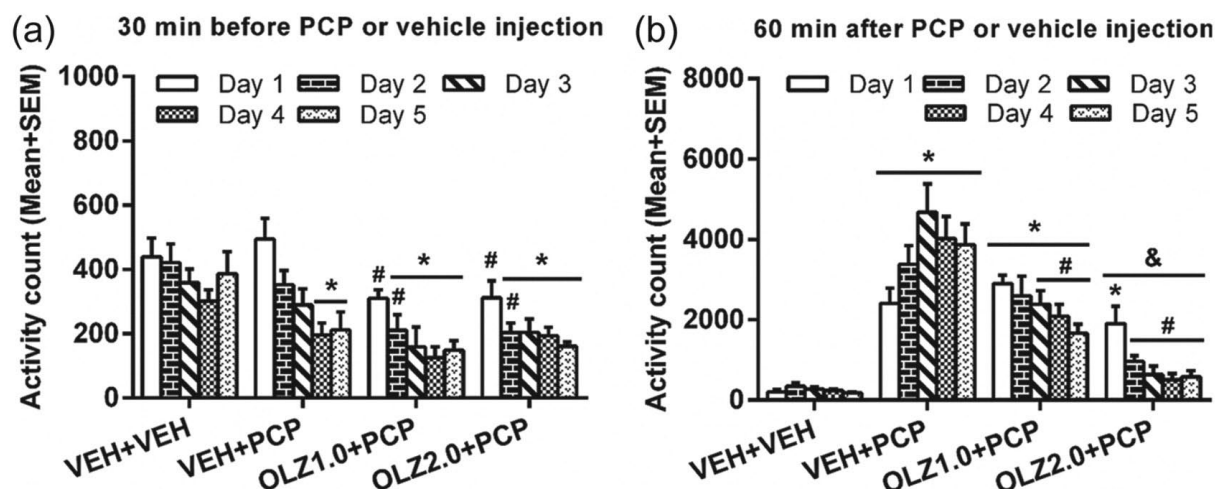 (a) 30 min before PCP or vehicle injection
Activity count (Mean+SEM)
1000
800
600
400
200
0
Day 1 Day 2 Day 3
Day 4 Day 5
*
#
#
*
#
#
*
VEH+VEH
VEH+PCP
OLZ1.0+PCP
OLZ2.0+PCP
(b) 60 min after PCP or vehicle injection
Activity count (Mean+SEM)
8000
6000
4000
2000
0
Day 1 Day 2 Day 3
Day 4 Day 5
*
*
#
&
*
#
VEH+VEH
VEH+PCP
OLZ1.0+PCP
OLZ2.0+PCP